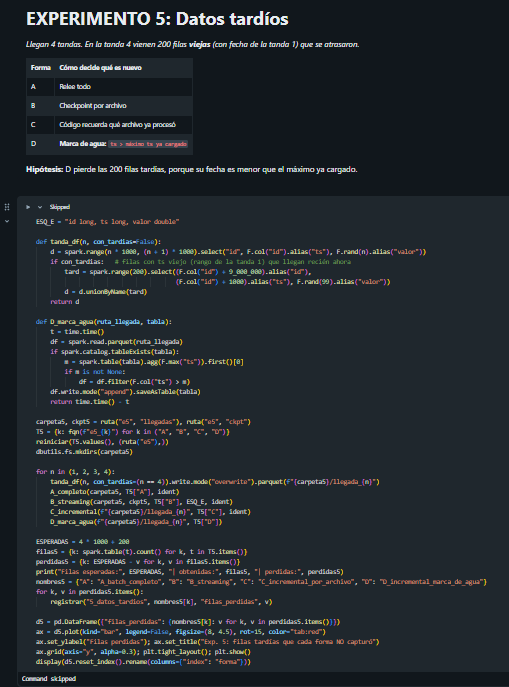 EXPERIMENTO 5: Datos tardíos
Llegan 4 tandas. En la tanda 4 vienen 200 filas viejas (con fecha de la tanda 1) que se atrasaron.
Forma Cómo decide qué es nuevo
A Relee todo
B Checkpoint por archivo
C Código recuerda qué archivo ya procesó
D Marca de agua: ts > máximo ts ya cargado
Hipótesis: D pierde las 200 filas tardías, porque su fecha es menor que el máximo ya cargado.
Skipped
ESQ_E = "id long, ts long, valor double"
def tanda_df(n, con_tardias=False):
d = spark.range(n * 1000, (n + 1) * 1000).select("id", F.col("id").alias("ts"), F.rand(n).alias("valor"))
if con_tardias: # filas con ts viejo (rango de la tanda 1) que llegan recién ahora
tard = spark.range(200).select((F.col("id") + 9_000_000).alias("id"),
(F.col("id") + 1000).alias("ts"), F.rand(99).alias("valor"))
d = d.unionByName(tard)
return d
def D_marca_agua(ruta_llegada, tabla):
t = time.time()
df = spark.read.parquet(ruta_llegada)
if spark.catalog.tableExists(tabla):
m = spark.table(tabla).agg(F.max("ts")).first()[0]
if m is not None:
df = df.filter(F.col("ts") > m)
df.write.mode("append").saveAsTable(tabla)
return time.time() - t
carpeta5, ckpt5 = ruta("e5", "llegadas"), ruta("e5", "ckpt")
T5 = {k: fqn(f"e5_{k}") for k in ("A", "B", "C", "D")}
reiniciar(T5.values(), (ruta("e5"),))
dbutils.fs.mkdirs(carpeta5)
for n in (1, 2, 3, 4):
tanda_df(n, con_tardias=(n == 4)).write.mode("overwrite").parquet(f"{carpeta5}/llegada_{n}")
A_completo(carpeta5, T5["A"], ident)
B_streaming(carpeta5, ckpt5, T5["B"], ESQ_E, ident)
C_incremental(f"{carpeta5}/llegada_{n}", T5["C"], ident)
D_marca_agua(f"{carpeta5}/llegada_{n}", T5["D"])
ESPERADAS = 4 * 1000 + 200
filas5 = {k: spark.table(t).count() for k, t in T5.items()}
perdidas5 = {k: ESPERADAS - v for k, v in filas5.items()}
print("Filas esperadas:", ESPERADAS, "| obtenidas:", filas5, "| perdidas:", perdidas5)
nombres5 = {"A": "A_batch_completo", "B": "B_streaming", "C": "C_incremental_por_archivo", "D": "D_incremental_marca_de_agua"}
for k, v in perdidas5.items():
registrar("5_datos_tardios", nombres5[k], "filas_perdidas", v)
d5 = pd.DataFrame({"filas_perdidas": {nombres5[k]: v for k, v in perdidas5.items()}})
ax = d5.plot(kind="bar", legend=False, figsize=(8, 4.5), rot=15, color="tab:red")
ax.set_ylabel("Filas perdidas"); ax.set_title("Exp. 5: filas tardías que cada forma NO capturó")
ax.grid(axis="y", alpha=0.3); plt.tight_layout(); plt.show()
display(d5.reset_index().rename(columns={"index": "forma"}))
Command skipped